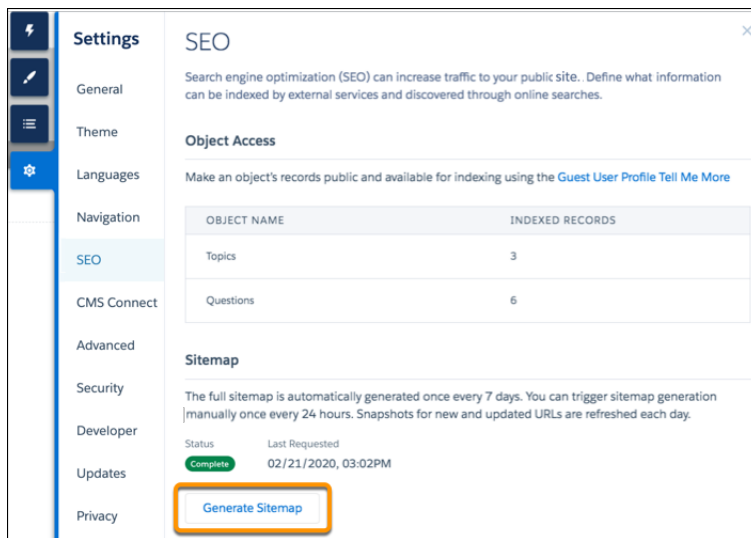 Settings
General
Theme
Languages
Navigation
SEO
CMS Connect
Advanced
Security
Developer
Updates
Privacy
SEO
Search engine optimization (SEO) can increase traffic to your public site. . Define what information
can be indexed by external services and discovered through online searches.
Object Access
Make an object's records public and available for indexing using the Guest User Profile Tell Me More
OBJECT NAME INDEXED RECORDS
Topics 3
Questions 6
Sitemap
The full sitemap is automatically generated once every 7 days. You can trigger sitemap generation
manually once every 24 hours. Snapshots for new and updated URLs are refreshed each day.
Status Last Requested
Complete 02/21/2020, 03:02PM
Generate Sitemap